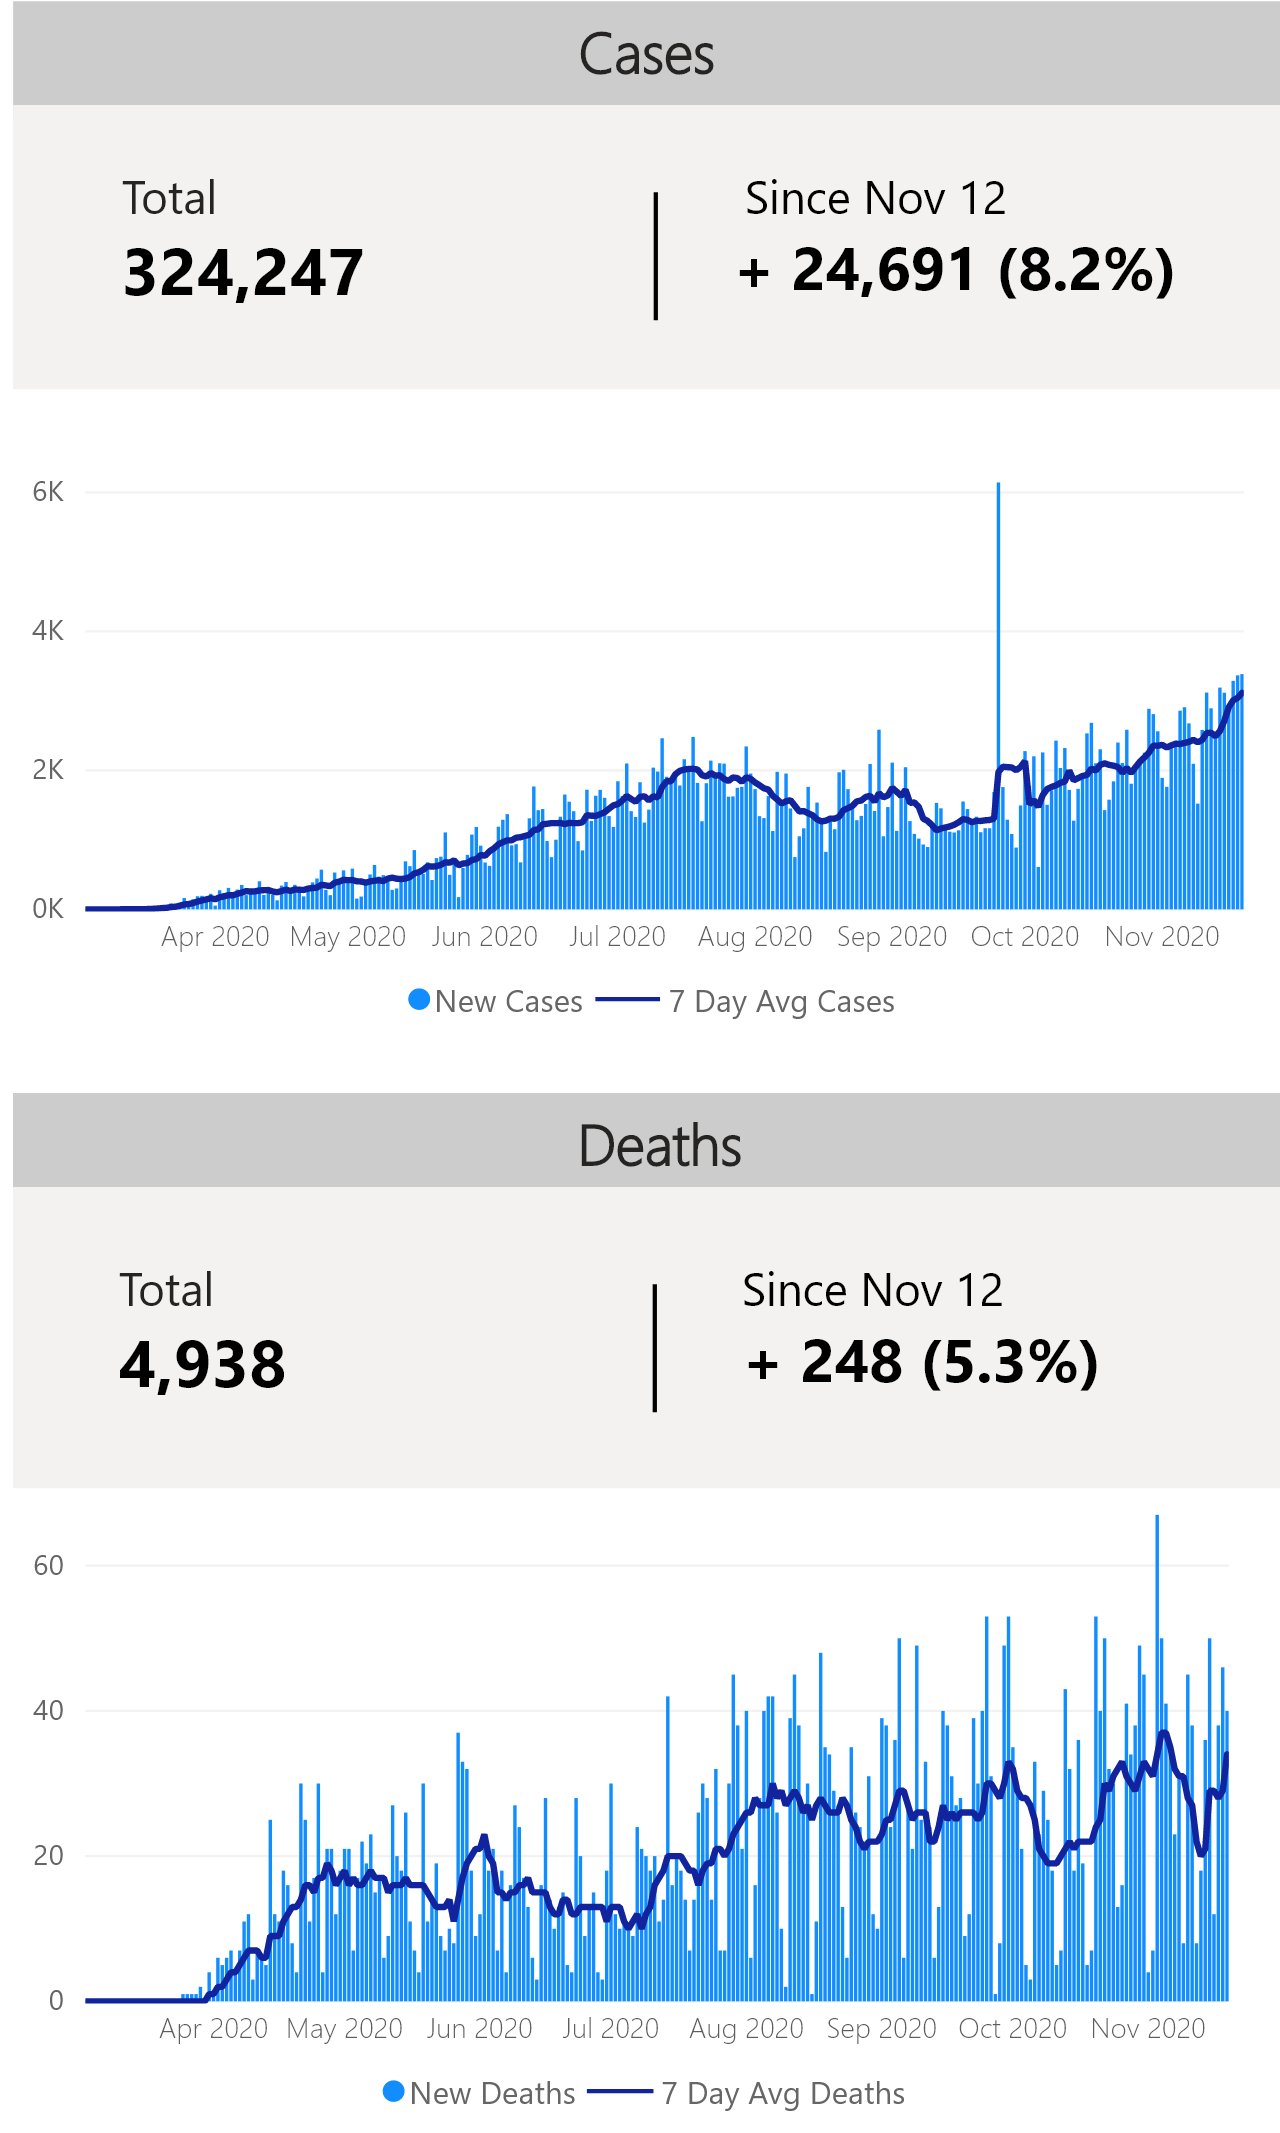 Cases
Total
Since Nov 12
324,247
+ 24,691 (8.2%)
6K
4K
2K
0K
Apr 2020 May 2020 Jun 2020 Jul 2020 Aug 2020 Sep 2020 Oct 2020 Nov 2020
New Cases 7 Day Avg Cases
Deaths
Total
Since Nov 12
4,938
+ 248 (5.3%)
60
40
20
0
Apr 2020 May 2020 Jun 2020 Jul 2020 Aug 2020 Sep 2020 Oct 2020 Nov 2020
New Deaths 7 Day Avg Deaths